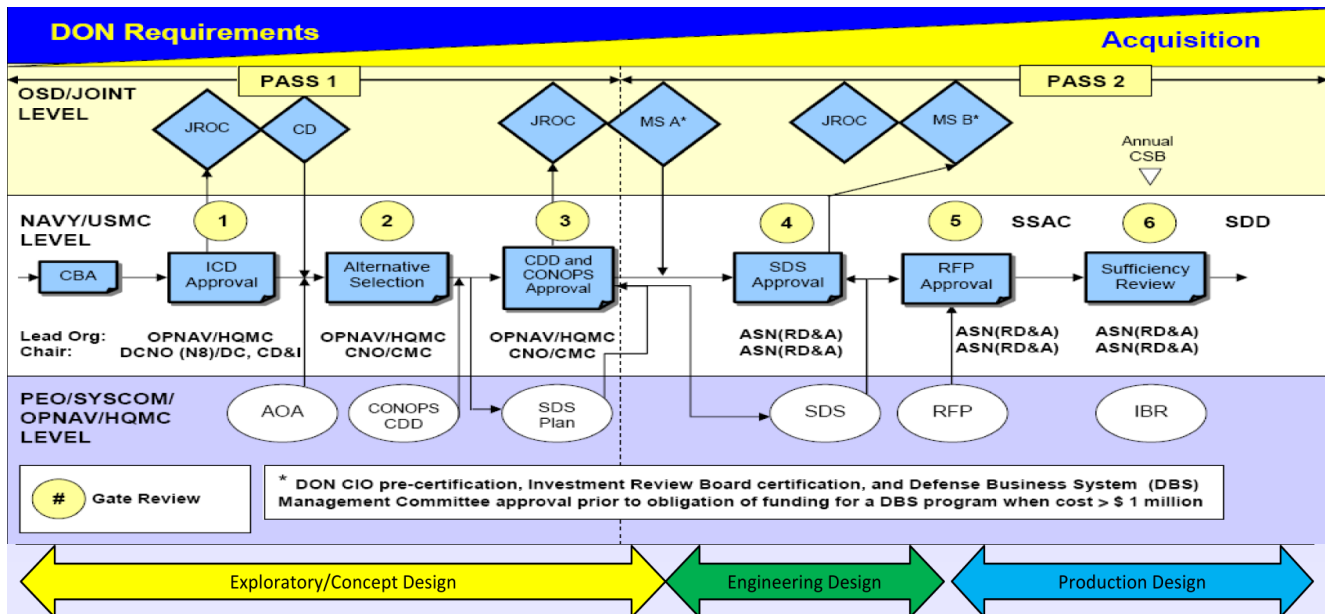 DON Requirements
Acquisition
PASS 1
PASS 2
OSD/JOINT
LEVEL
JROC
CD
JROC
MS A*
JROC
MS B*
Annual
CSB
NAVY/USMC
LEVEL
1
2
3
4
5
SSAC
6
SDD
CBA
ICD
Approval
Alternative
Selection
CDD and
CONOPS
Approval
SDS
Approval
RFP
Approval
Sufficiency
Review
Lead Org:
Chair:
OPNAV/HQMC
DCNO (N8)/DC, CD&I
OPNAV/HQMC
CNO/CMC
OPNAV/HQMC
CNO/CMC
ASN(RD&A)
ASN(RD&A)
ASN(RD&A)
ASN(RD&A)
ASN(RD&A)
ASN(RD&A)
PEO/SYSCOM/
OPNAV/HQMC
LEVEL
AOA
CONOPS
CDD
SDS
Plan
SDS
RFP
IBR
# Gate Review
* DON CIO pre-certification, Investment Review Board certification, and Defense Business System (DBS)
Management Committee approval prior to obligation of funding for a DBS program when cost > $ 1 million
Exploratory/Concept Design
Engineering Design
Production Design